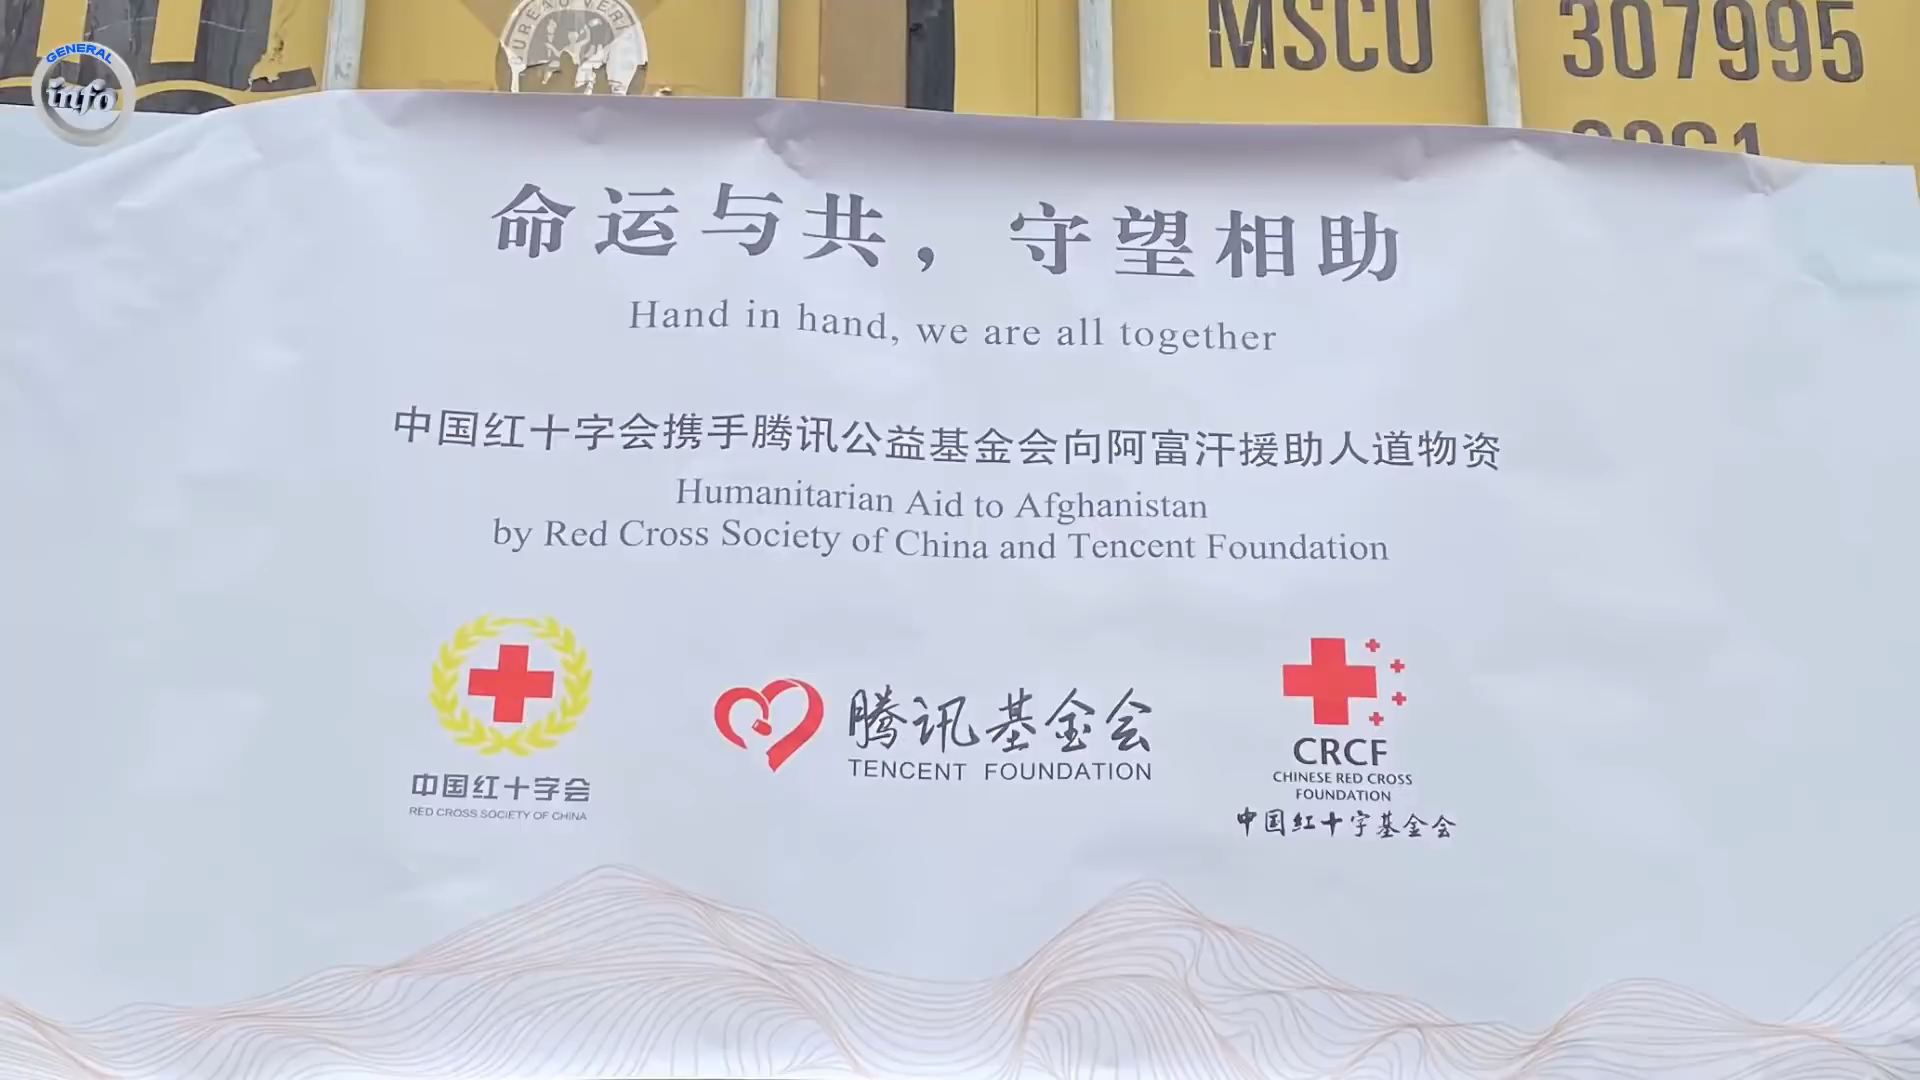 GENERAL
info
BUREAU VERI
MSCU
307995
命运与共，守望相助
Hand in hand, we are all together
中国红十字会携手腾讯公益基金会向阿富汗援助人道物资
Humanitarian Aid to Afghanistan
by Red Cross Society of China and Tencent Foundation
中国红十字会
RED CROSS SOCIETY OF CHINA
腾讯基金会
TENCENT FOUNDATION
CRCF
CHINESE RED CROSS
FOUNDATION
中国红十字基金会